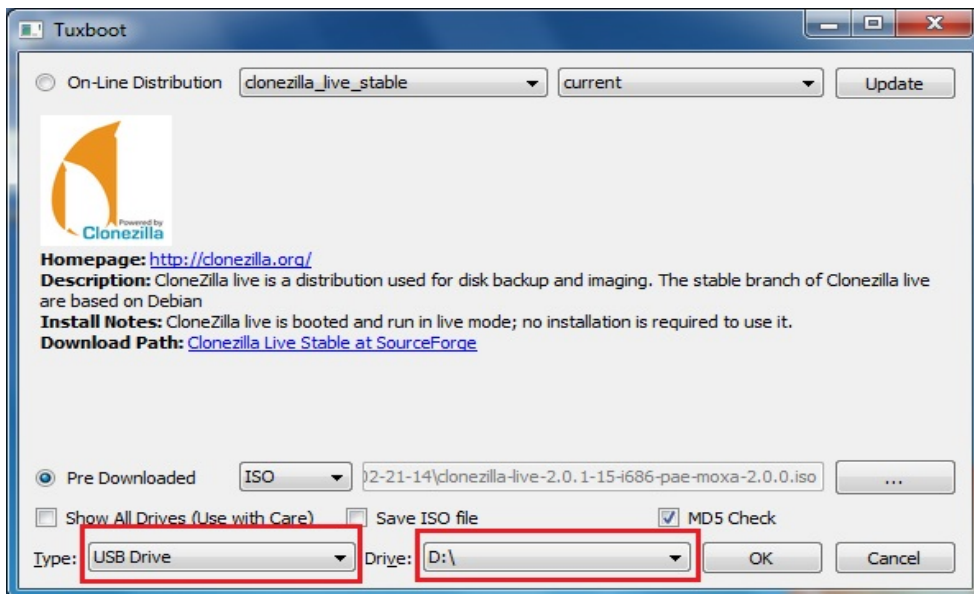 Tuxboot
On-Line Distribution clonezilla_live_stable current Update
Powered by
Clonezilla
Homepage: http://clonezilla.org/
Description: CloneZilla live is a distribution used for disk backup and imaging. The stable branch of Clonezilla live
are based on Debian
Install Notes: CloneZilla live is booted and run in live mode; no installation is required to use it.
Download Path: Clonezilla Live Stable at SourceForge
Pre Downloaded ISO 02-21-14\clonezilla-live-2.0.1-15-i686-pae-moxa-2.0.0.iso ...
Show All Drives (Use with Care) Save ISO file MD5 Check
Type: USB Drive Drive: D:\ OK Cancel